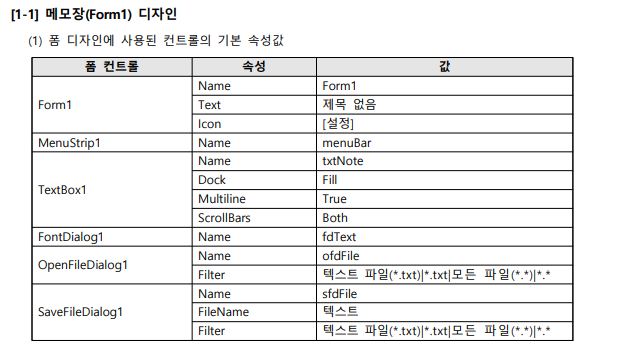 [1-1] 메모장(Form1) 디자인
(1) 폼 디자인에 사용된 컨트롤의 기본 속성값
폼 컨트롤 속성 값
Form1 Name Form1
Text 제목 없음
Icon [설정]
MenuStrip1 Name menuBar
TextBox1 Name txtNote
Dock Fill
Multiline True
ScrollBars Both
FontDialog1 Name fdText
OpenFileDialog1 Name ofdFile
Filter 텍스트 파일(*.txt)|*.txt|모든 파일(*.*)|*.*
SaveFileDialog1 Name sfdFile
FileName 텍스트
Filter 텍스트 파일(*.txt)|*.txt|모든 파일(*.*)|*.*